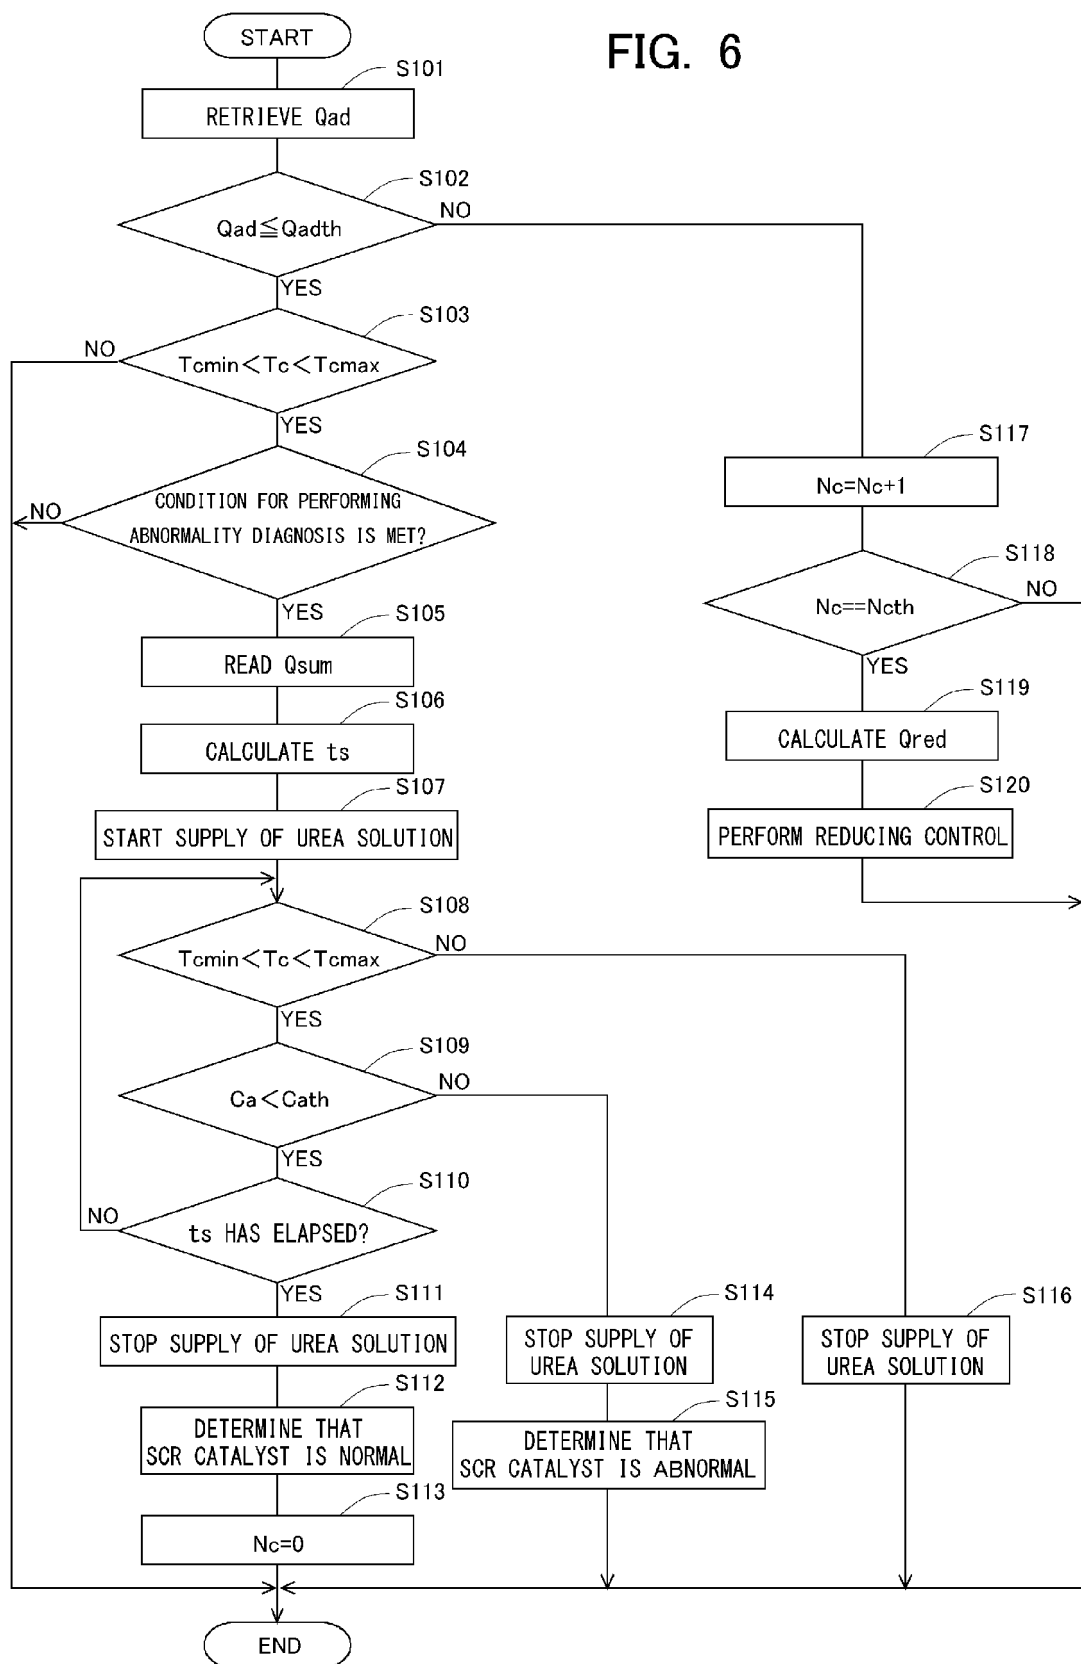 FIG. 6
START
S101
RETRIEVE Qad
S102
Qad≦Qadth
NO
YES
S103
Tcmin<Tc<Tcmax
NO
YES
S104
CONDITION FOR PERFORMING
ABNORMALITY DIAGNOSIS IS MET?
NO
YES
S105
READ Qsum
S106
CALCULATE ts
S107
START SUPPLY OF UREA SOLUTION
S108
Tcmin<Tc<Tcmax
NO
YES
S109
Ca<Cath
NO
YES
S110
ts HAS ELAPSED?
NO
YES
S111
STOP SUPPLY OF UREA SOLUTION
S112
DETERMINE THAT
SCR CATALYST IS NORMAL
S113
Nc=0
S114
STOP SUPPLY OF
UREA SOLUTION
S115
DETERMINE THAT
SCR CATALYST IS ABNORMAL
S116
STOP SUPPLY OF
UREA SOLUTION
S117
Nc=Nc+1
S118
Nc==Ncth
NO
YES
S119
CALCULATE Qred
S120
PERFORM REDUCING CONTROL
END